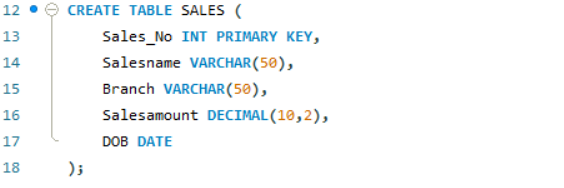 12 CREATE TABLE SALES (
13 Sales_No INT PRIMARY KEY,
14 Salesname VARCHAR(50),
15 Branch VARCHAR(50),
16 Salesamount DECIMAL(10,2),
17 DOB DATE
18 );